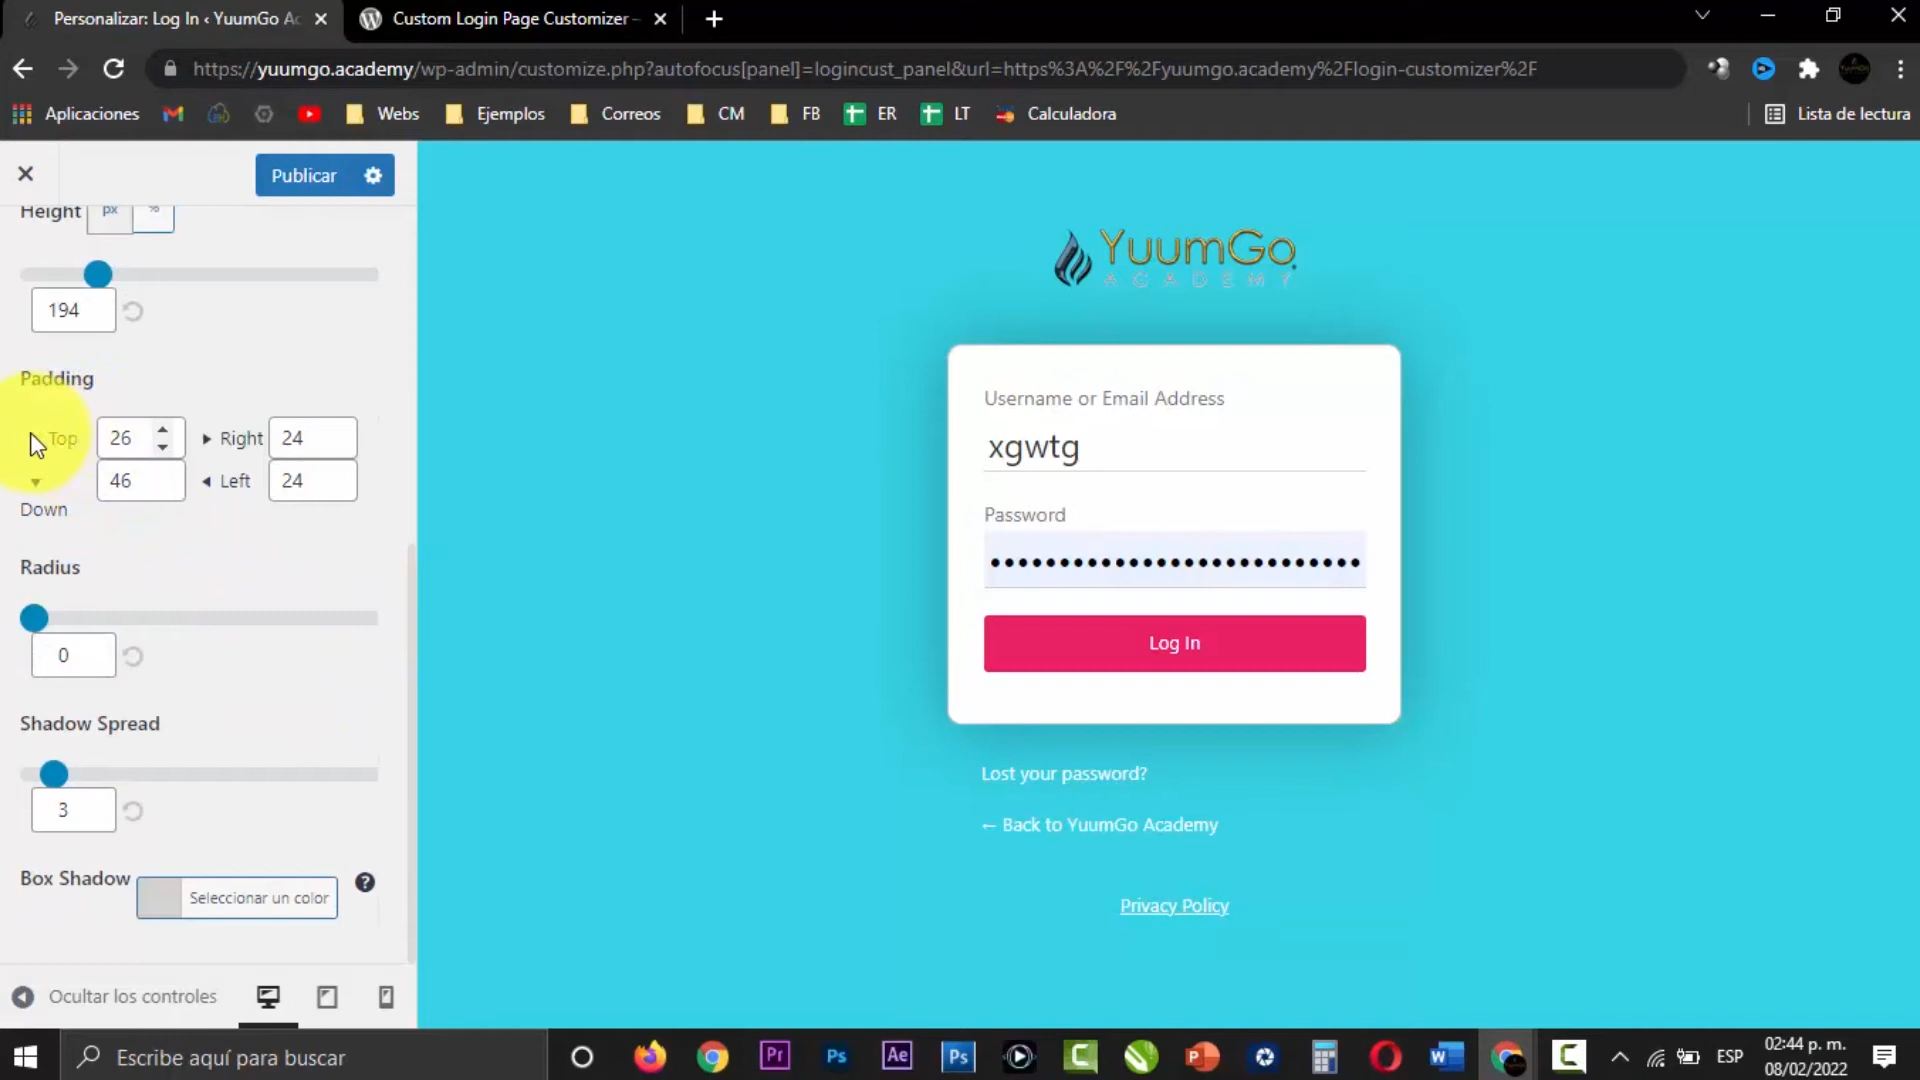 Personalizar: Log In ‹ YuumGo Ac
Custom Login Page Customizer –
https://yuumgo.academy/wp-admin/customize.php?autofocus[panel]=logincust_panel&url=https%3A%2F%2Fyuumgo.academy%2Flogin-customizer%2F
Aplicaciones
Webs
Ejemplos
Correos
CM
FB
ER
LT
Calculadora
Lista de lectura
Publicar
Height px %
194
Padding
Top 26 Right 24
46 Left 24
Down
Radius
0
Shadow Spread
3
Box Shadow Seleccionar un color ?
Ocultar los controles
YuumGo
ACADEMY
Username or Email Address
xgwtg
Password
Log In
Lost your password?
← Back to YuumGo Academy
Privacy Policy
Escribe aquí para buscar
Pr
Ps
Ae
Ps
ESP
02:44 p. m.
08/02/2022